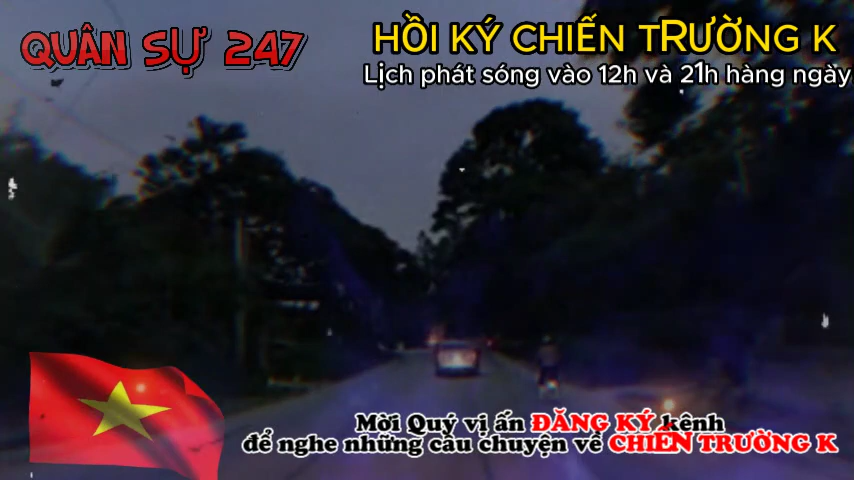 QUÂN SỰ 247
HỒI KÝ CHIẾN TRƯỜNG K
Lịch phát sóng vào 12h và 21h hàng ngày
Mời Quý vị ấn ĐĂNG KÝ kênh
để nghe những câu chuyện về CHIẾN TRƯỜNG K